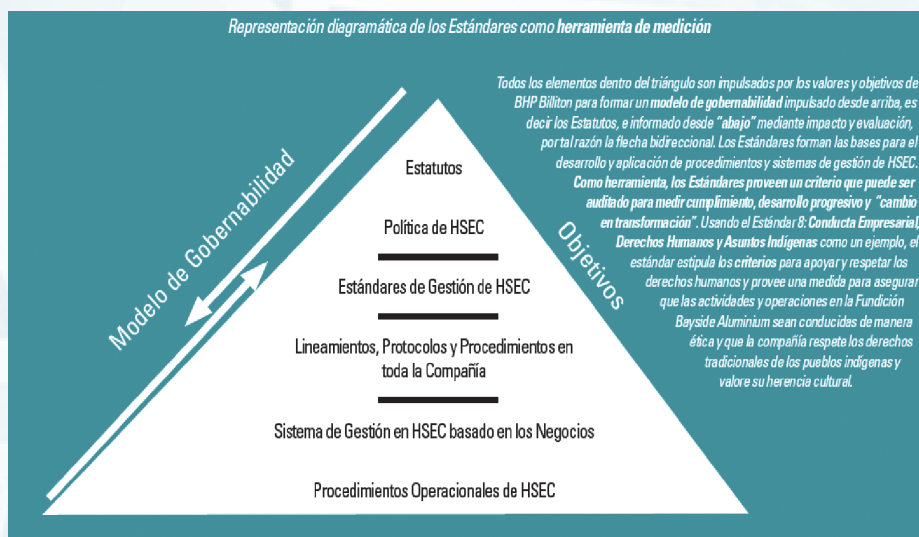 Representación diagramática de los Estándares como herramienta de medición
Todos los elementos dentro del triángulo son impulsados por los valores y objetivos de
BHP Billiton para formar un modelo de gobernabilidad impulsado desde arriba, es
decir los Estatutos, e informado desde "abajo" mediante impacto y evaluación,
por tal razón la flecha bidireccional. Los Estándares forman las bases para el
desarrollo y aplicación de procedimientos y sistemas de gestión de HSEC.
Como herramienta, los Estándares proveen un criterio que puede ser
auditado para medir cumplimiento, desarrollo progresivo y "cambio
en transformación". Usando el Estándar 8: Conducta Empresarial,
Derechos Humanos y Asuntos Indígenas como un ejemplo, el
estándar estipula los criterios para apoyar y respetar los
derechos humanos y provee una medida para asegurar
que las actividades y operaciones en la Fundición
Bayside Aluminium sean conducidas de manera
ética y que la compañía respete los derechos
tradicionales de los pueblos indígenas y
valore su herencia cultural.
Modelo de Gobernabilidad
Objetivos
Estatutos
Política de HSEC
Estándares de Gestión de HSEC
Lineamientos, Protocolos y Procedimientos en
toda la Compañía
Sistema de Gestión en HSEC basado en los Negocios
Procedimientos Operacionales de HSEC